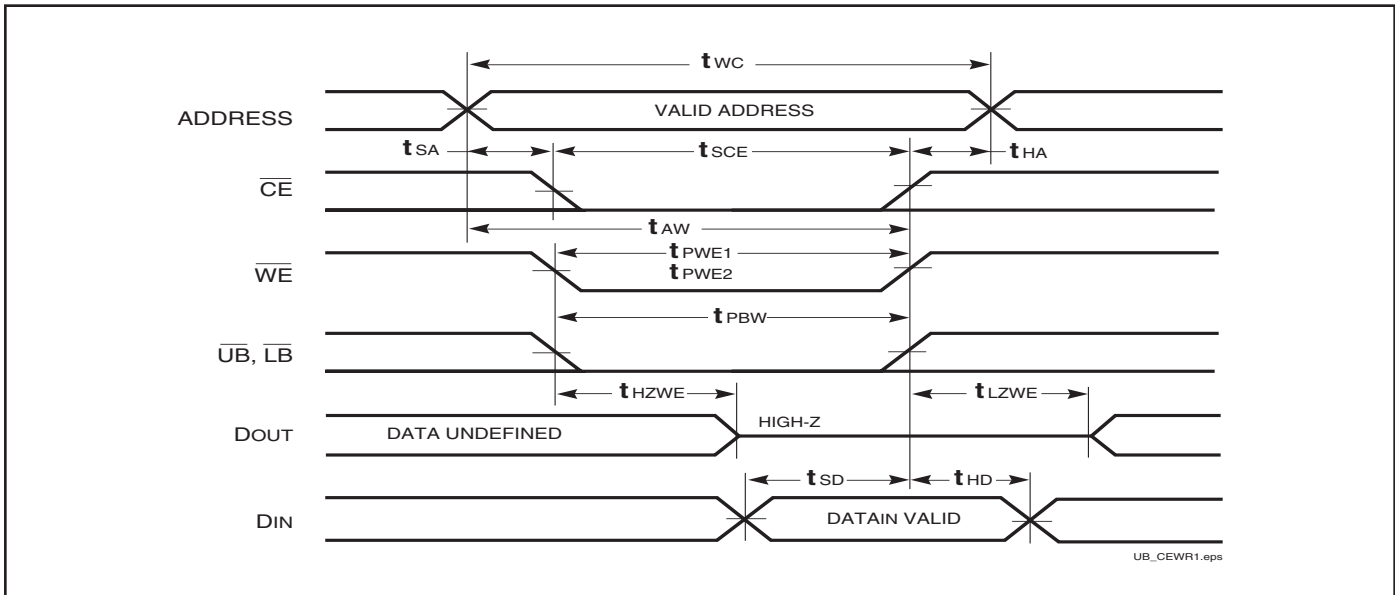 tWC
ADDRESS
VALID ADDRESS
tSA
tSCE
tHA
CE
tAW
tPWE1
WE
tPWE2
tPBW
UB, LB
tHZWE
tLZWE
DOUT
DATA UNDEFINED
HIGH-Z
tSD
tHD
DIN
DATAIN VALID
UB_CEWR1.eps